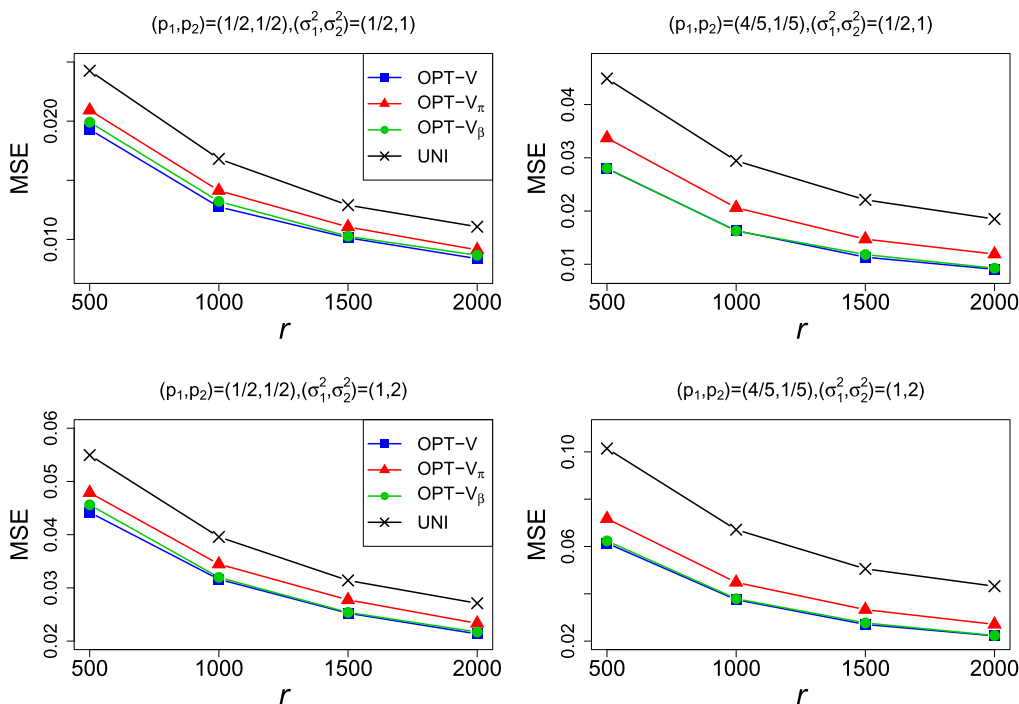 (p₁,p₂)=(1/2,1/2),(σ₁²,σ₂²)=(1/2,1)
MSE
0.020
0.010
OPT−V
OPT−Vπ
OPT−Vβ
UNI
500 1000 1500 2000
r
(p₁,p₂)=(4/5,1/5),(σ₁²,σ₂²)=(1/2,1)
MSE
0.04
0.03
0.02
0.01
500 1000 1500 2000
r
(p₁,p₂)=(1/2,1/2),(σ₁²,σ₂²)=(1,2)
MSE
0.06
0.05
0.04
0.03
0.02
OPT−V
OPT−Vπ
OPT−Vβ
UNI
500 1000 1500 2000
r
(p₁,p₂)=(4/5,1/5),(σ₁²,σ₂²)=(1,2)
MSE
0.10
0.06
0.02
500 1000 1500 2000
r